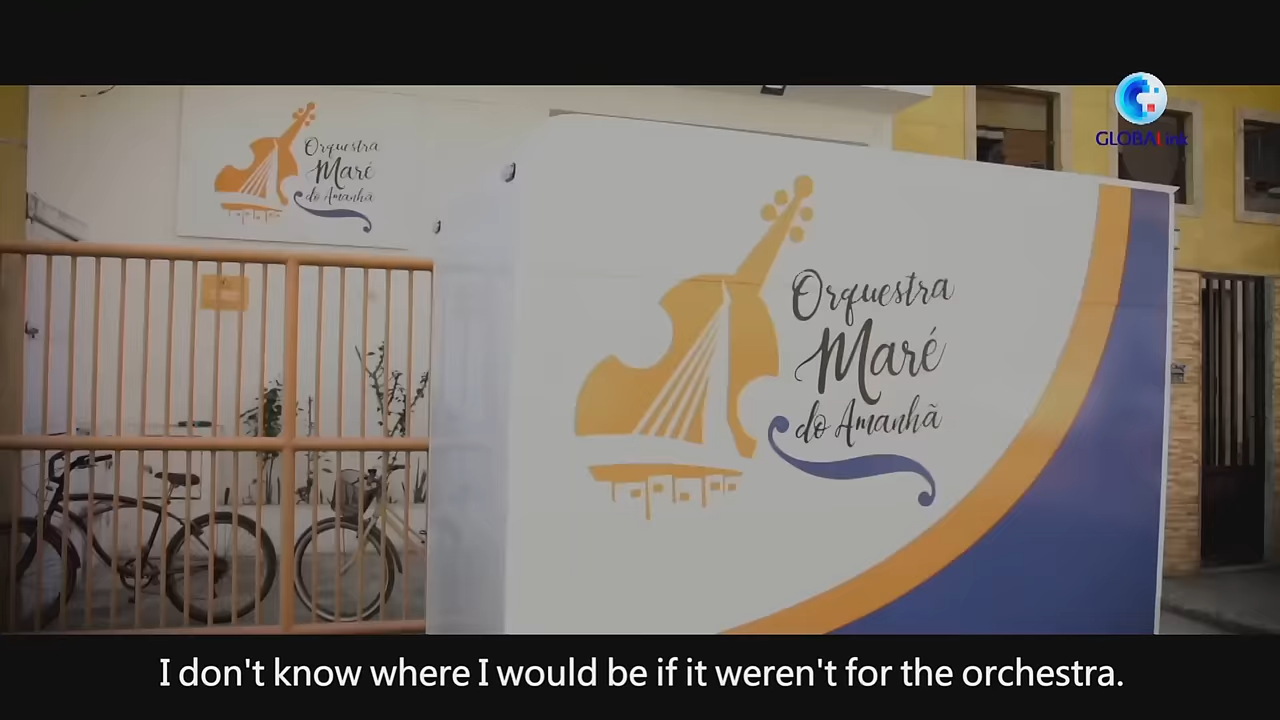 GLOBALink
Orquestra
Maré
do Amanhã
Orquestra
Maré
do Amanhã
I don't know where I would be if it weren't for the orchestra.